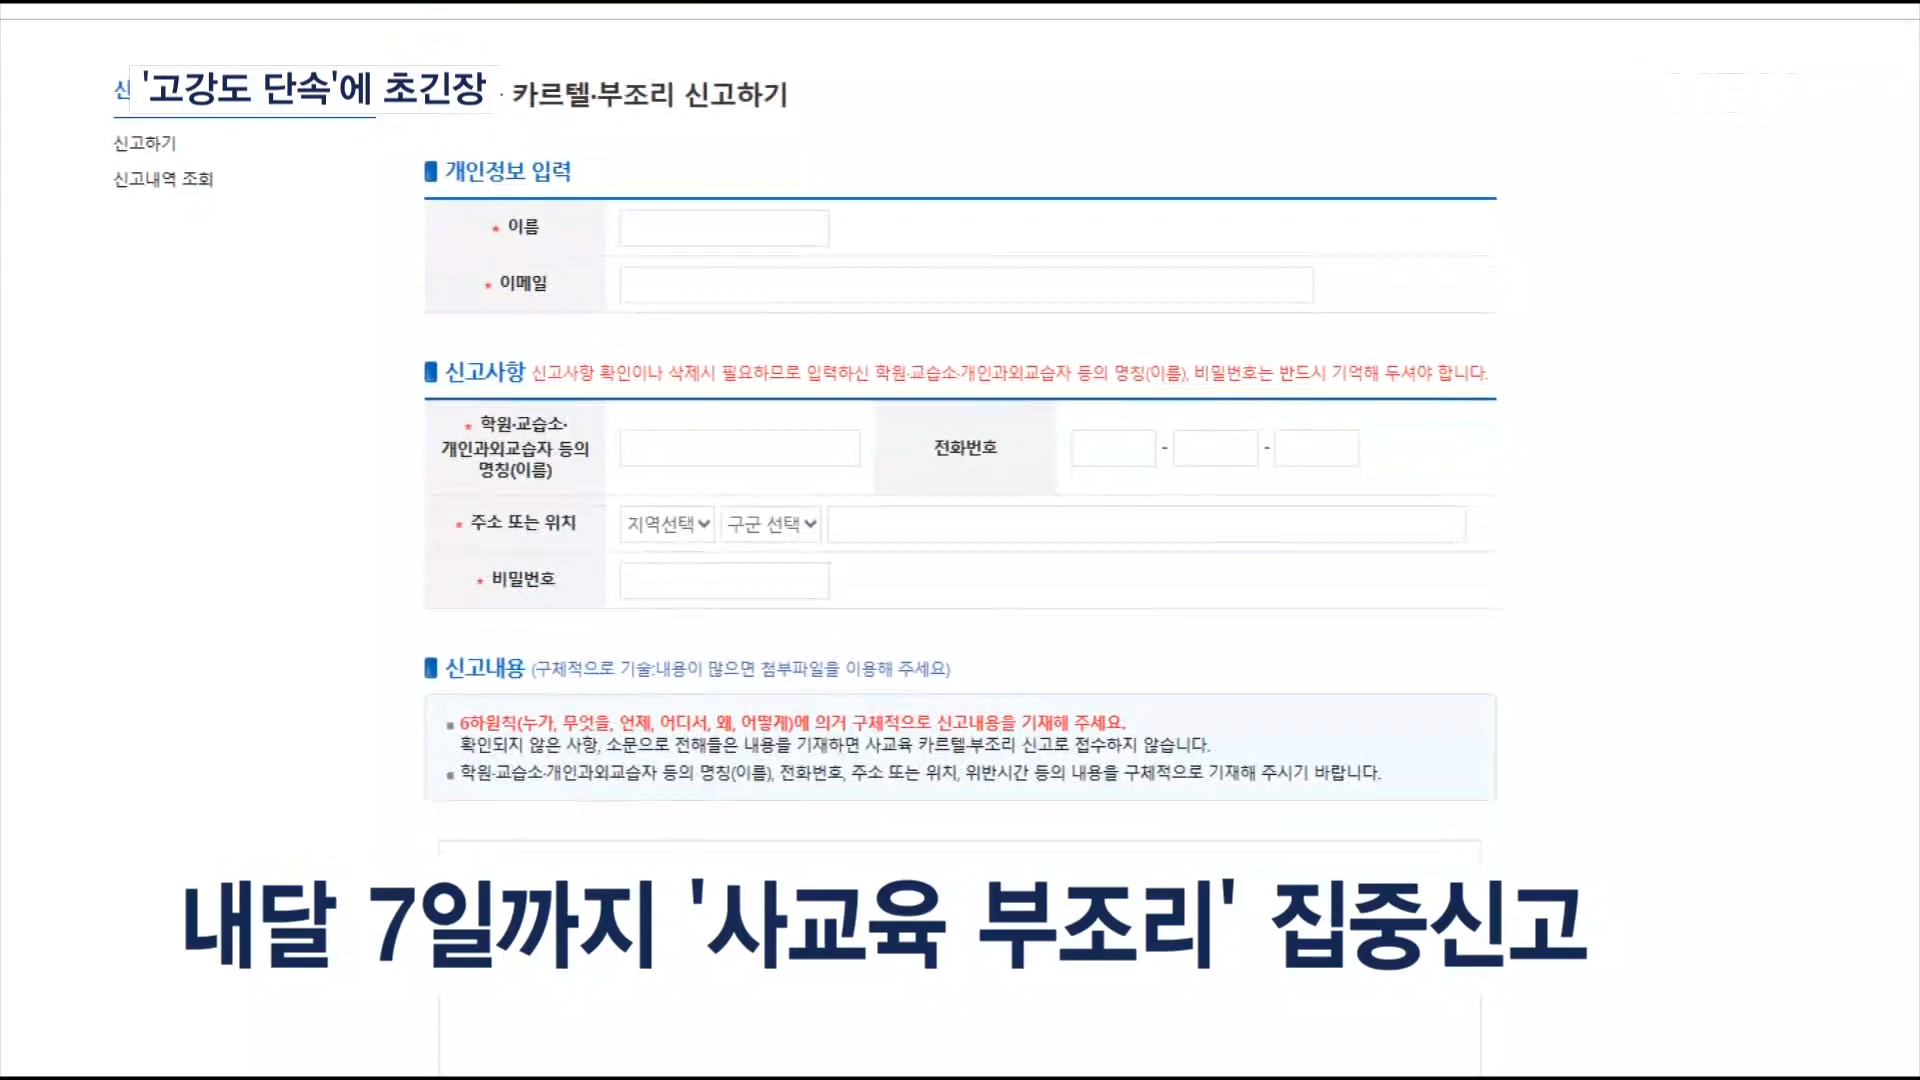 '고강도 단속'에 초긴장
카르텔·부조리 신고하기
신고하기
신고내역 조회
개인정보 입력
* 이름
* 이메일
신고사항 신고사항 확인이나 삭제시 필요하므로 입력하신 학원·교습소·개인과외교습자 등의 명칭(이름), 비밀번호는 반드시 기억해 두셔야 합니다.
* 학원·교습소·
개인과외교습자 등의
명칭(이름)
전화번호
- -
* 주소 또는 위치
지역선택 구군 선택
* 비밀번호
신고내용 (구체적으로 기술:내용이 많으면 첨부파일을 이용해 주세요)
6하원칙(누가, 무엇을, 언제, 어디서, 왜, 어떻게)에 의거 구체적으로 신고내용을 기재해 주세요.
확인되지 않은 사항, 소문으로 전해들은 내용을 기재하면 사교육 카르텔·부조리 신고로 접수하지 않습니다.
학원·교습소·개인과외교습자 등의 명칭(이름), 전화번호, 주소 또는 위치, 위반시간 등의 내용을 구체적으로 기재해 주시기 바랍니다.
내달 7일까지 '사교육 부조리' 집중신고